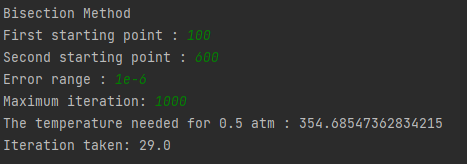 Bisection Method
First starting point : 100
Second starting point : 600
Error range : 1e-6
Maximum iteration: 1000
The temperature needed for 0.5 atm : 354.68547362834215
Iteration taken: 29.0